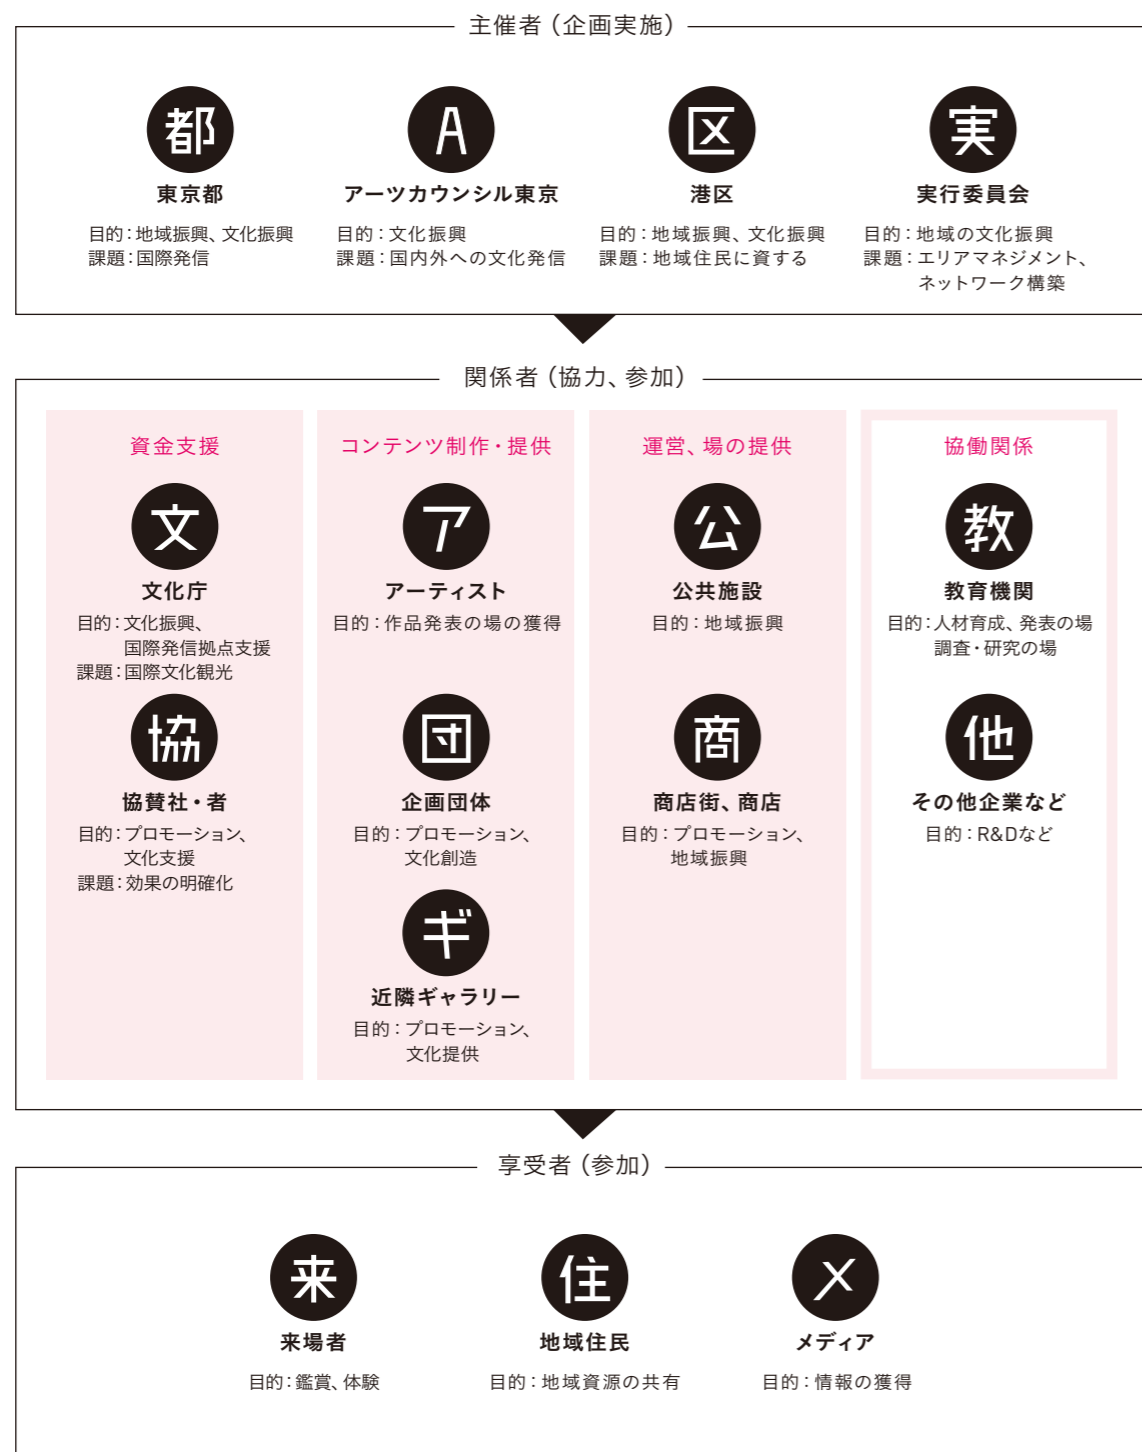 主催者（企画実施）
都
東京都
目的：地域振興、文化振興
課題：国際発信
A
アーツカウンシル東京
目的：文化振興
課題：国内外への文化発信
区
港区
目的：地域振興、文化振興
課題：地域住民に資する
実
実行委員会
目的：地域の文化振興
課題：エリアマネジメント、
ネットワーク構築
関係者（協力、参加）
資金支援
文
文化庁
目的：文化振興、
国際発信拠点支援
課題：国際文化観光
協
協賛社・者
目的：プロモーション、
文化支援
課題：効果の明確化
コンテンツ制作・提供
ア
アーティスト
目的：作品発表の場の獲得
団
企画団体
目的：プロモーション、
文化創造
ギ
近隣ギャラリー
目的：プロモーション、
文化提供
運営、場の提供
公
公共施設
目的：地域振興
商
商店街、商店
目的：プロモーション、
地域振興
協働関係
教
教育機関
目的：人材育成、発表の場
調査・研究の場
他
その他企業など
目的：R&Dなど
享受者（参加）
来
来場者
目的：鑑賞、体験
住
地域住民
目的：地域資源の共有
メ
メディア
目的：情報の獲得